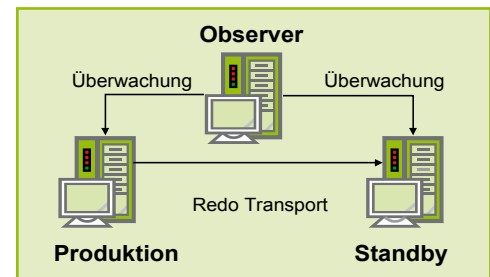 Observer
Überwachung
Überwachung
Redo Transport
Produktion
Standby